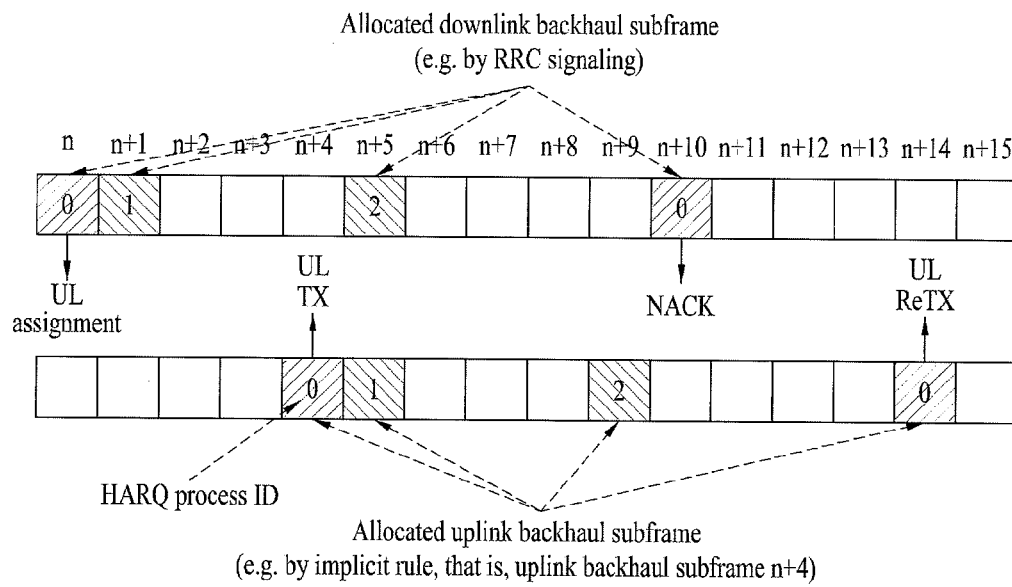 Allocated downlink backhaul subframe
(e.g. by RRC signaling)
n n+1 n+2 n+3 n+4 n+5 n+6 n+7 n+8 n+9 n+10 n+11 n+12 n+13 n+14 n+15
0 1 2 0
UL
assignment
UL
TX
NACK
UL
ReTX
0 1 2 0
HARQ process ID
Allocated uplink backhaul subframe
(e.g. by implicit rule, that is, uplink backhaul subframe n+4)